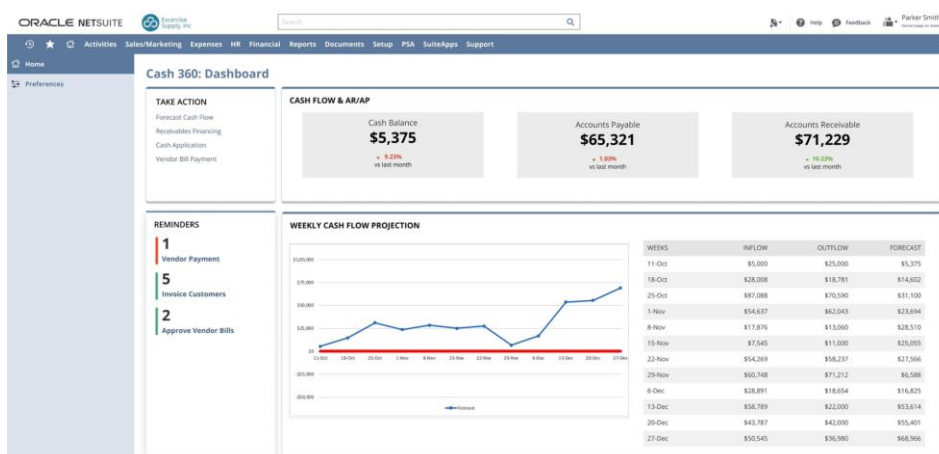 ORACLE NETSUITE
Excercise
Supply, Inc
Search
Help
Feedback
Parker Smith
Activities Sales/Marketing Expenses HR Financial Reports Documents Setup PSA SuiteApps Support
Home
Preferences
Cash 360: Dashboard
TAKE ACTION
Forecast Cash Flow
Receivables Financing
Cash Application
Vendor Bill Payment
CASH FLOW & AR/AP
Cash Balance
$5,375
9.23%
vs last month
Accounts Payable
$65,321
1.03%
vs last month
Accounts Receivable
$71,229
10.23%
vs last month
REMINDERS
1
Vendor Payment
5
Invoice Customers
2
Approve Vendor Bills
WEEKLY CASH FLOW PROJECTION
$75,000
$25,000
$0
-$25,000
-$50,000
11-Oct 18-Oct 25-Oct 1-Nov 8-Nov 15-Nov 22-Nov 29-Nov 6-Dec 13-Dec 20-Dec 27-Dec
Forecast
WEEKS INFLOW OUTFLOW FORECAST
11-Oct $5,000 $25,000 $5,375
18-Oct $28,008 $18,781 $14,602
25-Oct $87,088 $70,590 $31,100
1-Nov $54,637 $62,043 $23,694
8-Nov $17,876 $13,060 $28,510
15-Nov $7,545 $11,000 $25,055
22-Nov $54,269 $58,237 $27,566
29-Nov $60,748 $71,212 $6,588
6-Dec $28,891 $18,654 $16,825
13-Dec $58,789 $22,000 $53,614
20-Dec $43,787 $42,000 $55,401
27-Dec $50,545 $36,980 $68,966